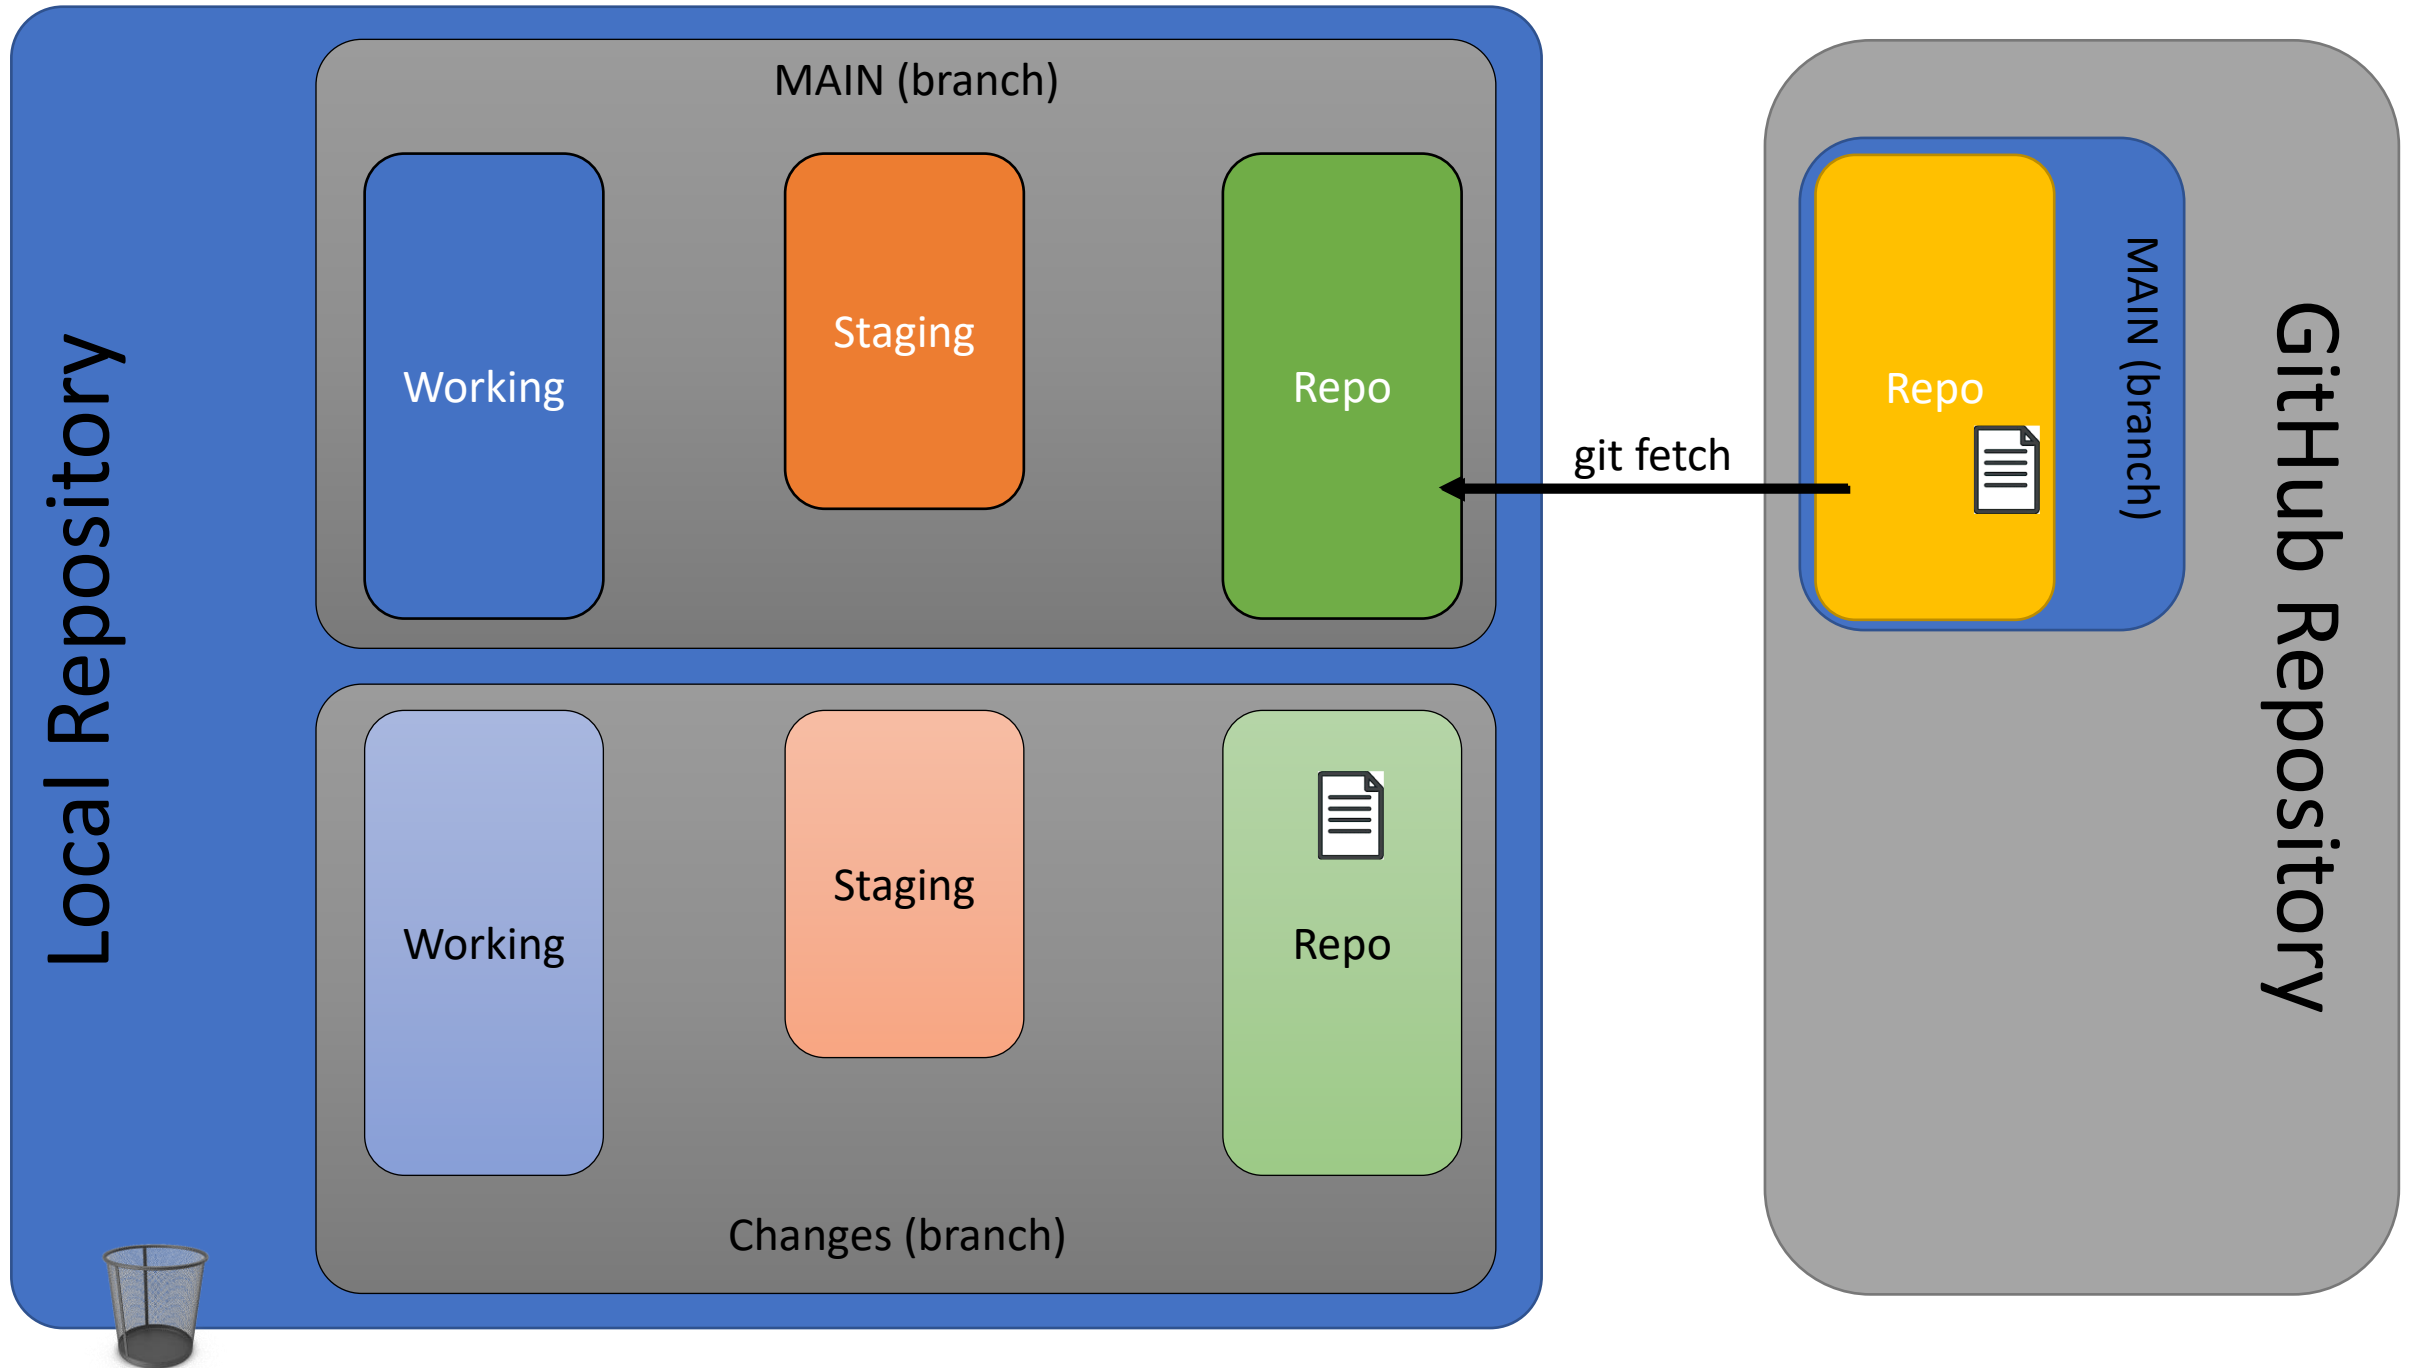 Local Repository
MAIN (branch)
Working
Staging
Repo
git fetch
Repo
MAIN (branch)
GitHub Repository
Working
Staging
Repo
Changes (branch)